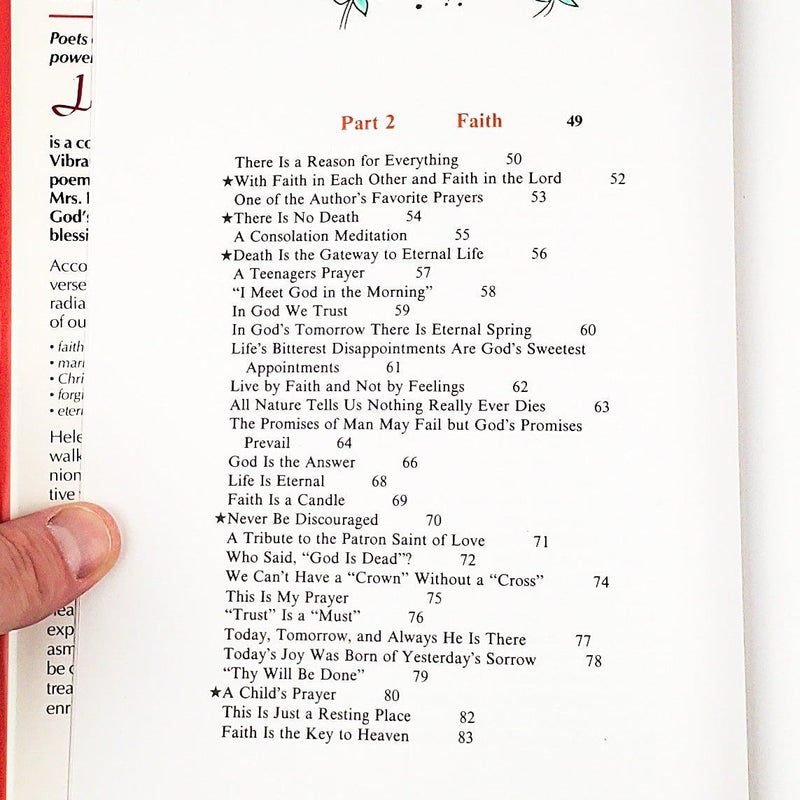 Poets
is a
poem
Mrs.
God's
Acco
verse
radia
of ou
• faith
Hele
walk
nion
tive
exp
asm
be
trea
enr
Part 2 Faith 49
There Is a Reason for Everything 50
★With Faith in Each Other and Faith in the Lord 52
One of the Author's Favorite Prayers 53
★There Is No Death 54
A Consolation Meditation 55
★Death Is the Gateway to Eternal Life 56
A Teenagers Prayer 57
"I Meet God in the Morning" 58
In God We Trust 59
In God's Tomorrow There Is Eternal Spring 60
Life's Bitterest Disappointments Are God's Sweetest
Appointments 61
Live by Faith and Not by Feelings 62
All Nature Tells Us Nothing Really Ever Dies 63
The Promises of Man May Fail but God's Promises
Prevail 64
God Is the Answer 66
Life Is Eternal 68
Faith Is a Candle 69
★Never Be Discouraged 70
A Tribute to the Patron Saint of Love 71
Who Said, "God Is Dead"? 72
We Can't Have a "Crown" Without a "Cross" 74
This Is My Prayer 75
"Trust" Is a "Must" 76
Today, Tomorrow, and Always He Is There 77
Today's Joy Was Born of Yesterday's Sorrow 78
"Thy Will Be Done" 79
★A Child's Prayer 80
This Is Just a Resting Place 82
Faith Is the Key to Heaven 83